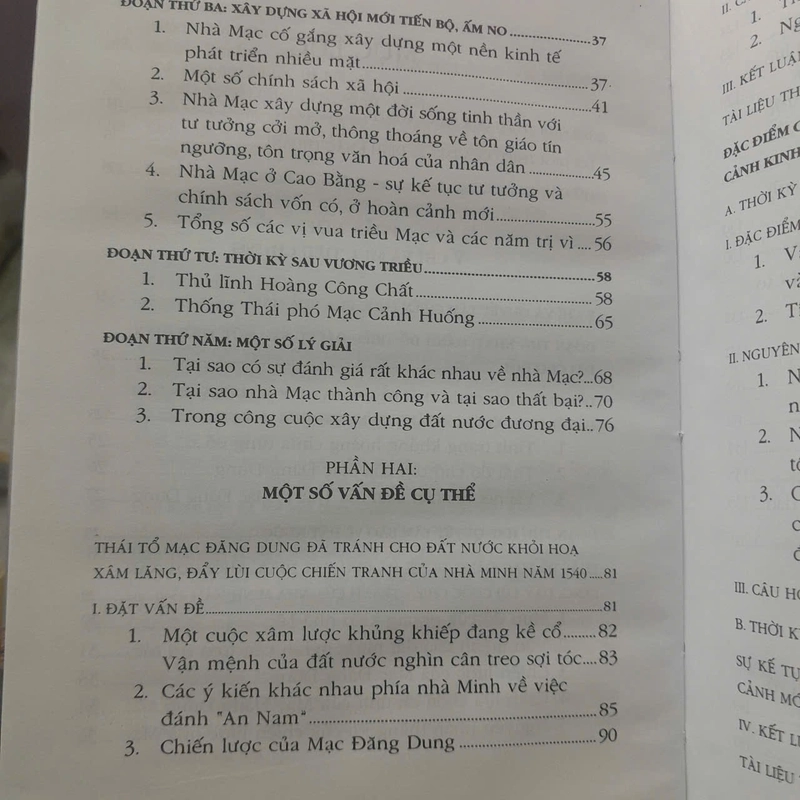 ĐOẠN THỨ BA: XÂY DỰNG XÃ HỘI MỚI TIẾN BỘ, ẤM NO ............ 37
1. Nhà Mạc cố gắng xây dựng một nền kinh tế
phát triển nhiều mặt ............ 37
2. Một số chính sách xã hội ............ 41
3. Nhà Mạc xây dựng một đời sống tinh thần với
tư tưởng cởi mở, thông thoáng về tôn giáo tín
ngưỡng, tôn trọng văn hoá của nhân dân ............ 45
4. Nhà Mạc ở Cao Bằng - sự kế tục tư tưởng và
chính sách vốn có, ở hoàn cảnh mới ............ 55
5. Tổng số các vị vua triều Mạc và các năm trị vì .. 56
ĐOẠN THỨ TƯ: THỜI KỲ SAU VƯƠNG TRIỀU ............ 58
1. Thủ lĩnh Hoàng Công Chất ............ 58
2. Thống Thái phó Mạc Cảnh Huống ............ 65
ĐOẠN THỨ NĂM: MỘT SỐ LÝ GIẢI
1. Tại sao có sự đánh giá rất khác nhau về nhà Mạc?... 68
2. Tại sao nhà Mạc thành công và tại sao thất bại?.. 70
3. Trong công cuộc xây dựng đất nước đương đại .. 76
PHẦN HAI:
MỘT SỐ VẤN ĐỀ CỤ THỂ
THÁI TỔ MẠC ĐĂNG DUNG ĐÃ TRÁNH CHO ĐẤT NƯỚC KHỎI HOẠ
XÂM LĂNG, ĐẨY LÙI CUỘC CHIẾN TRANH CỦA NHÀ MINH NĂM 1540 .... 81
I. ĐẶT VẤN ĐỀ ............ 81
1. Một cuộc xâm lược khủng khiếp đang kề cổ ........ 82
Vận mệnh của đất nước nghìn cân treo sợi tóc .... 83
2. Các ý kiến khác nhau phía nhà Minh về việc
đánh "An Nam" ............ 85
3. Chiến lược của Mạc Đăng Dung ............ 90
II.
1.
2.
III. KẾT LUẬN
TÀI LIỆU
ĐẶC ĐIỂM
CẢNH KINH
A. THỜI KỲ
I. ĐẶC ĐIỂM
1.
2.
II. NGUYÊN
1.
2.
3.
III. CÂU
B. THỜI
SỰ KẾ
CẢNH
IV. KẾT
TÀI LIỆU